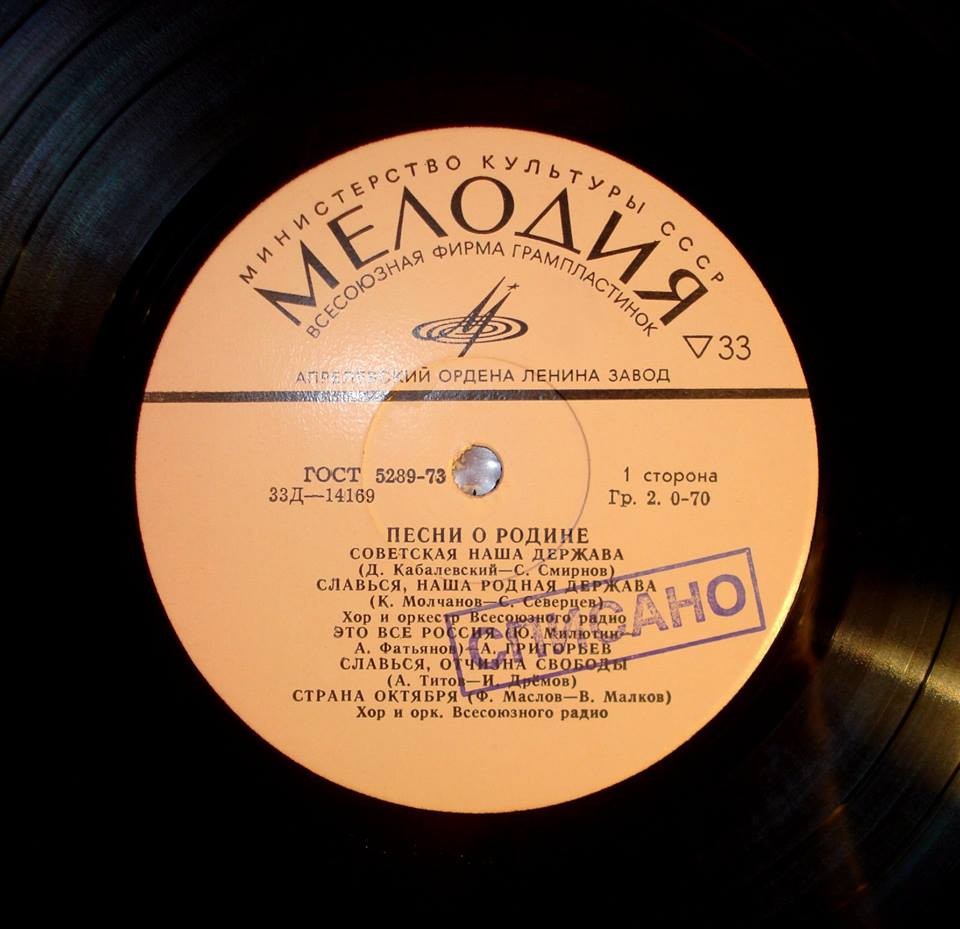 МИНИСТЕРСТВО КУЛЬТУРЫ СССР
МЕЛОДИЯ
ВСЕСОЮЗНАЯ ФИРМА ГРАМПЛАСТИНОК
▽33
АПРЕЛЕВСКИЙ ОРДЕНА ЛЕНИНА ЗАВОД
ГОСТ 5289-73
1 сторона
33Д—14169
Гр. 2. 0-70
ПЕСНИ О РОДИНЕ
СОВЕТСКАЯ НАША ДЕРЖАВА
(Д. Кабалевский—С. Смирнов)
СЛАВЬСЯ, НАША РОДНАЯ ДЕРЖАВА
(К. Молчанов—С. Северцев)
Хор и оркестр Всесоюзного радио
ЭТО ВСЕ РОССИЯ (Ю. Милютин—
А. Фатьянов) А. ГРИГОРЬЕВ
СЛАВЬСЯ, ОТЧИЗНА СВОБОДЫ
(А. Титов—И. Дрёмов)
СТРАНА ОКТЯБРЯ (Ф. Маслов—В. Малков)
Хор и орк. Всесоюзного радио
СПИСАНО